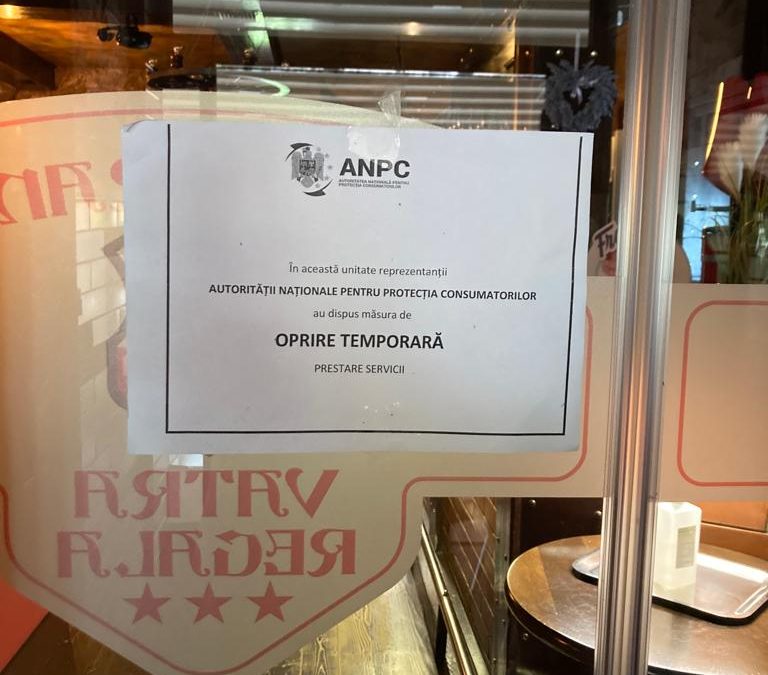 ANPC
AUTORITATEA NAȚIONALĂ PENTRU
PROTECȚIA CONSUMATORILOR
În această unitate reprezentanții
AUTORITĂȚII NAȚIONALE PENTRU PROTECȚIA CONSUMATORILOR
au dispus măsura de
OPRIRE TEMPORARĂ
PRESTARE SERVICII
VATRA
REGALA